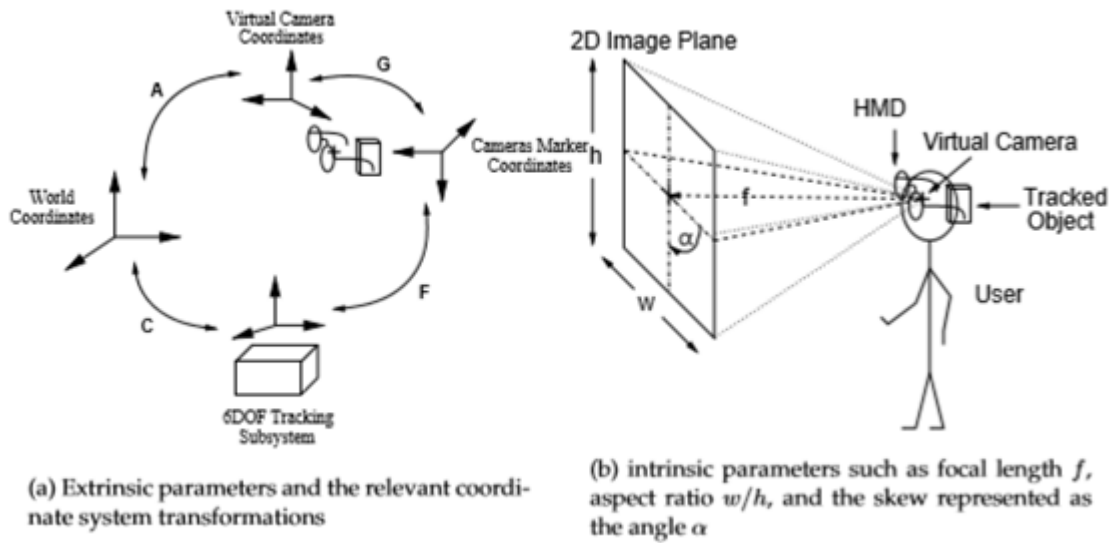 Virtual Camera
Coordinates
G
A
Cameras Marker
Coordinates
World
Coordinates
F
C
6DOF Tracking
Subsystem
(a) Extrinsic parameters and the relevant coordi-
nate system transformations
2D Image Plane
HMD
Virtual Camera
h
f
Tracked
Object
α
User
W
(b) intrinsic parameters such as focal length f,
aspect ratio w/h, and the skew represented as
the angle α